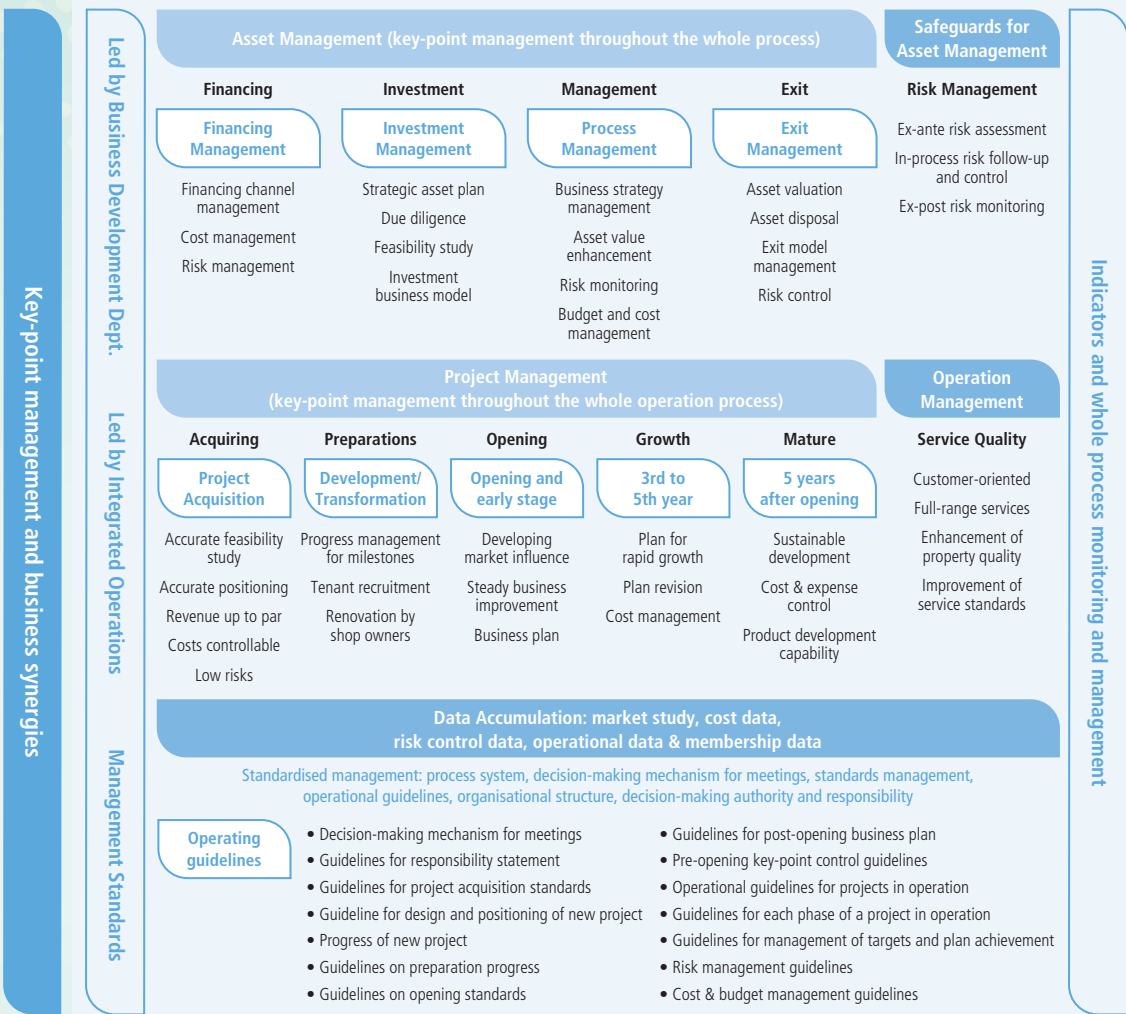 Key-point management and business synergies
Led by Business Development Dept.
Led by Integrated Operations
Management Standards
Asset Management (key-point management throughout the whole process)
Safeguards for
Asset Management
Financing
Financing
Management
Financing channel
management
Cost management
Risk management
Investment
Investment
Management
Strategic asset plan
Due diligence
Feasibility study
Investment
business model
Management
Process
Management
Business strategy
management
Asset value
enhancement
Risk monitoring
Budget and cost
management
Exit
Exit
Management
Asset valuation
Asset disposal
Exit model
management
Risk control
Risk Management
Ex-ante risk assessment
In-process risk follow-up
and control
Ex-post risk monitoring
Project Management
(key-point management throughout the whole operation process)
Operation
Management
Acquiring
Project
Acquisition
Accurate feasibility
study
Accurate positioning
Revenue up to par
Costs controllable
Low risks
Preparations
Development/
Transformation
Progress management
for milestones
Tenant recruitment
Renovation by
shop owners
Opening
Opening and
early stage
Developing
market influence
Steady business
improvement
Business plan
Growth
3rd to
5th year
Plan for
rapid growth
Plan revision
Cost management
Mature
5 years
after opening
Sustainable
development
Cost & expense
control
Product development
capability
Service Quality
Customer-oriented
Full-range services
Enhancement of
property quality
Improvement of
service standards
Data Accumulation: market study, cost data,
risk control data, operational data & membership data
Standardised management: process system, decision-making mechanism for meetings, standards management,
operational guidelines, organisational structure, decision-making authority and responsibility
Operating
guidelines
• Decision-making mechanism for meetings
• Guidelines for responsibility statement
• Guidelines for project acquisition standards
• Guideline for design and positioning of new project
• Progress of new project
• Guidelines on preparation progress
• Guidelines on opening standards
• Guidelines for post-opening business plan
• Pre-opening key-point control guidelines
• Operational guidelines for projects in operation
• Guidelines for each phase of a project in operation
• Guidelines for management of targets and plan achievement
• Risk management guidelines
• Cost & budget management guidelines
Indicators and whole process monitoring and management